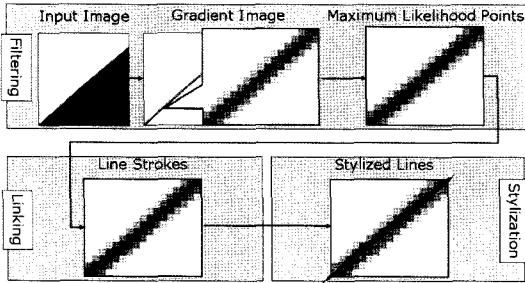 Input Image
Gradient Image
Maximum Likelihood Points
Filtering
Line Strokes
Stylized Lines
Linking
Stylization